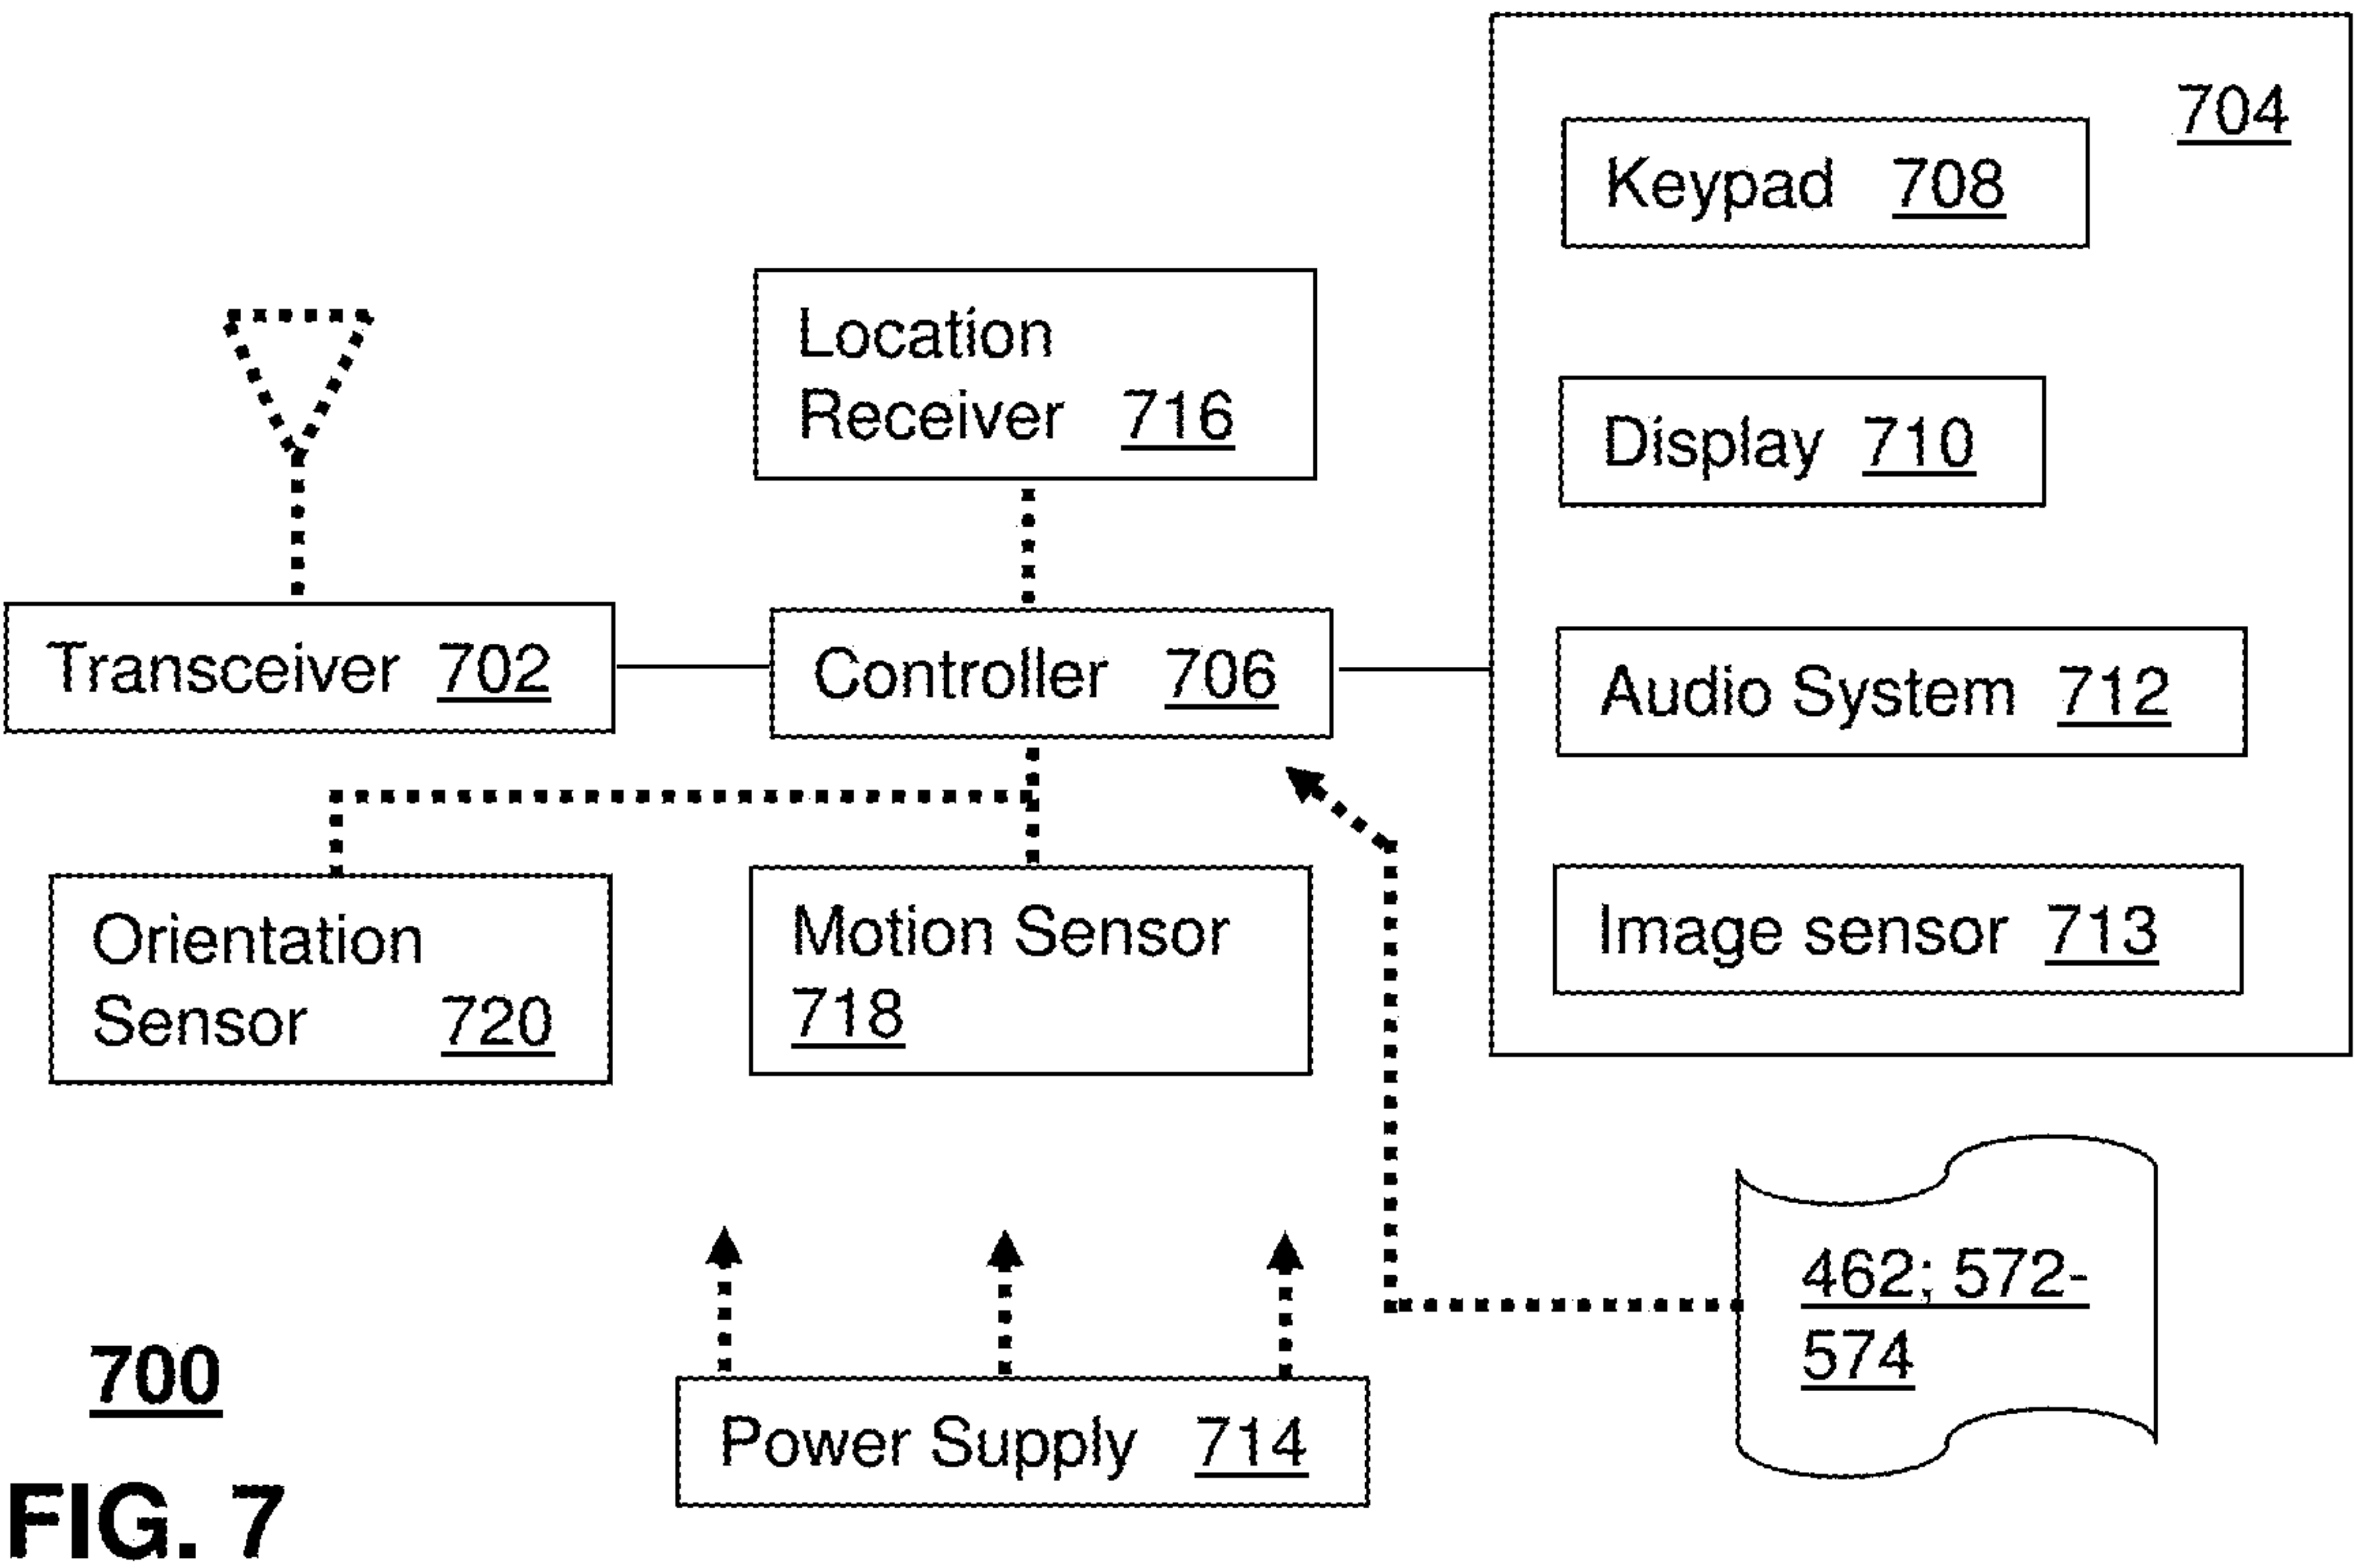 704
Keypad 708
Location
Receiver 716
Display 710
Transceiver 702
Controller 706
Audio System 712
Orientation
Sensor 720
Motion Sensor
718
Image sensor 713
462; 572-
574
Power Supply 714
700
FIG. 7